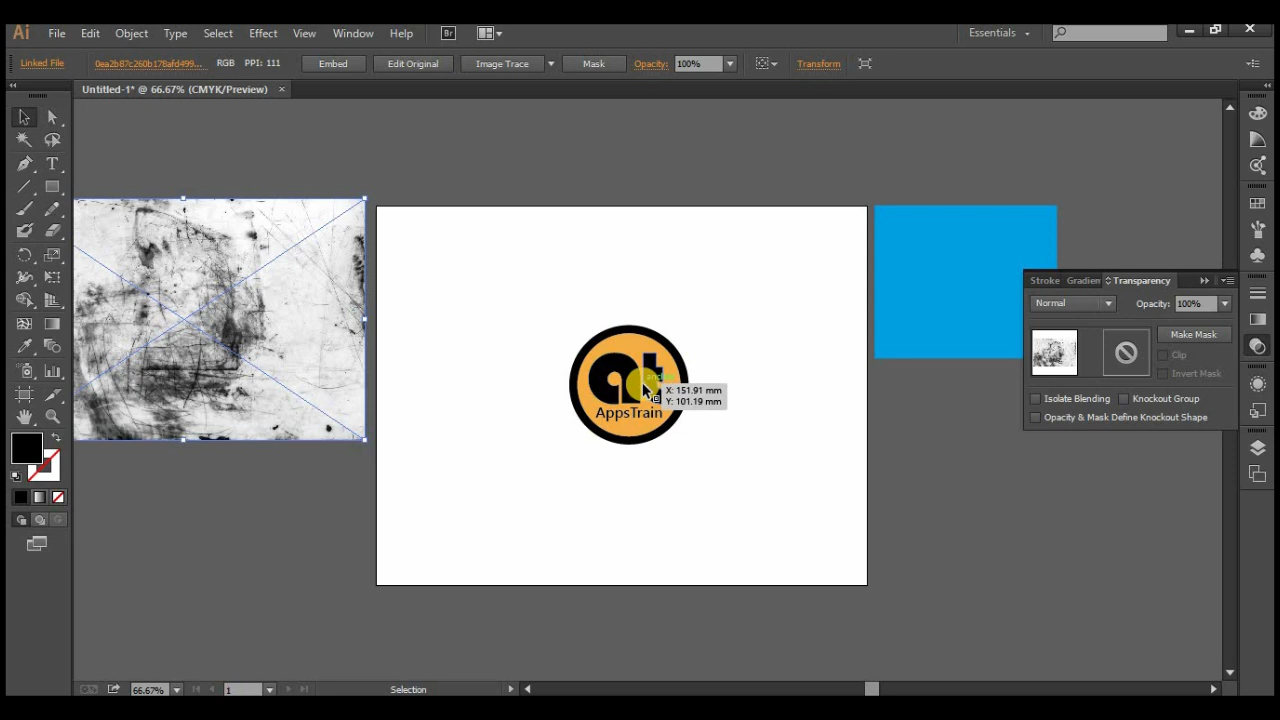 Ai File Edit Object Type Select Effect View Window Help Br Essentials
Linked File 0ea2b87c260b178afd499... RGB PPI: 111 Embed Edit Original Image Trace Mask Opacity: 100% Transform
Untitled-1* @ 66.67% (CMYK/Preview)
Stroke Gradien Transparency
Normal Opacity: 100%
Make Mask
Clip
Invert Mask
Isolate Blending Knockout Group
Opacity & Mask Define Knockout Shape
at
AppsTrain
X: 151.91 mm
Y: 101.19 mm
66.67% 1 Selection